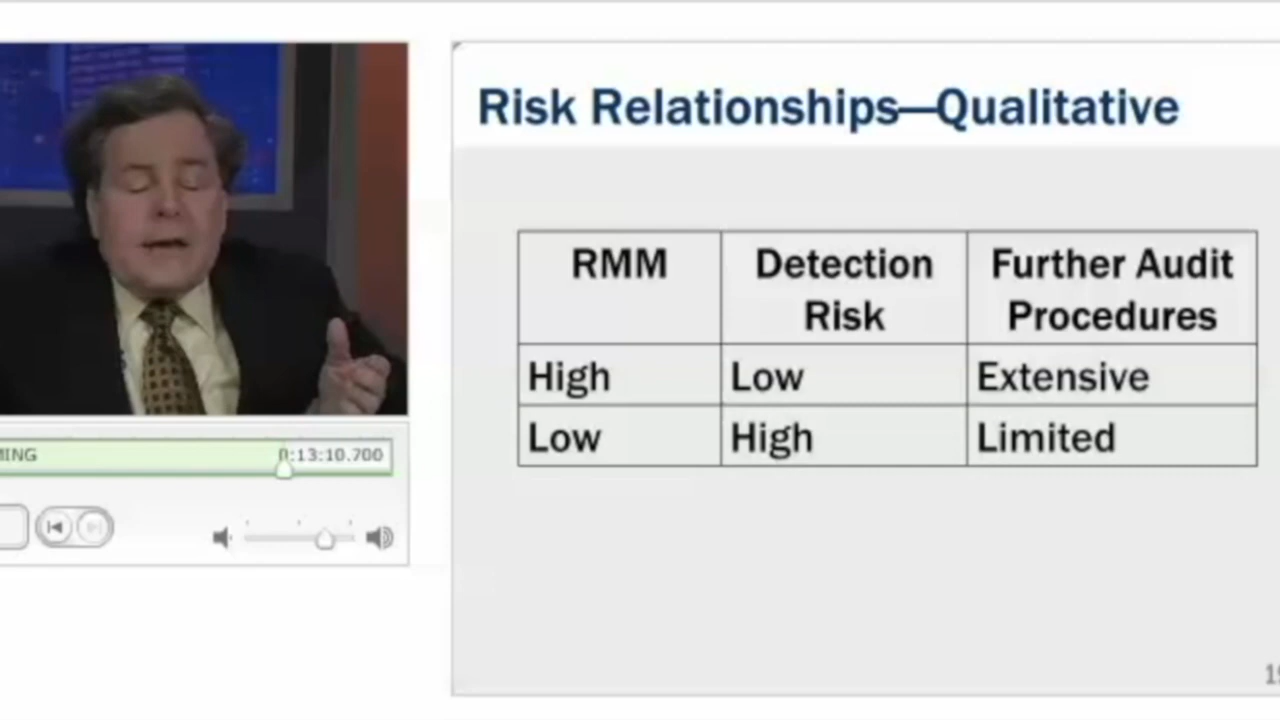 Risk Relationships—Qualitative
RMM
Detection
Risk
Further Audit
Procedures
High
Low
Extensive
Low
High
Limited
0:13:10.700